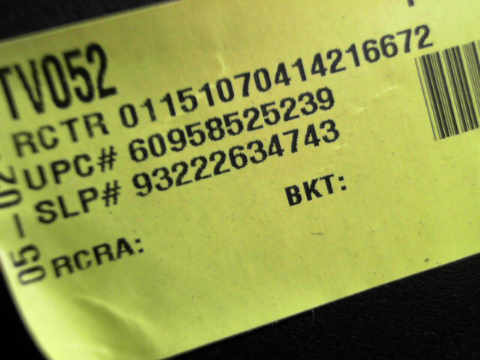 TV052
RCTR 01151070414216672
UPC# 60958525239
SLP# 93222634743
BKT:
RCRA:
05 - 02